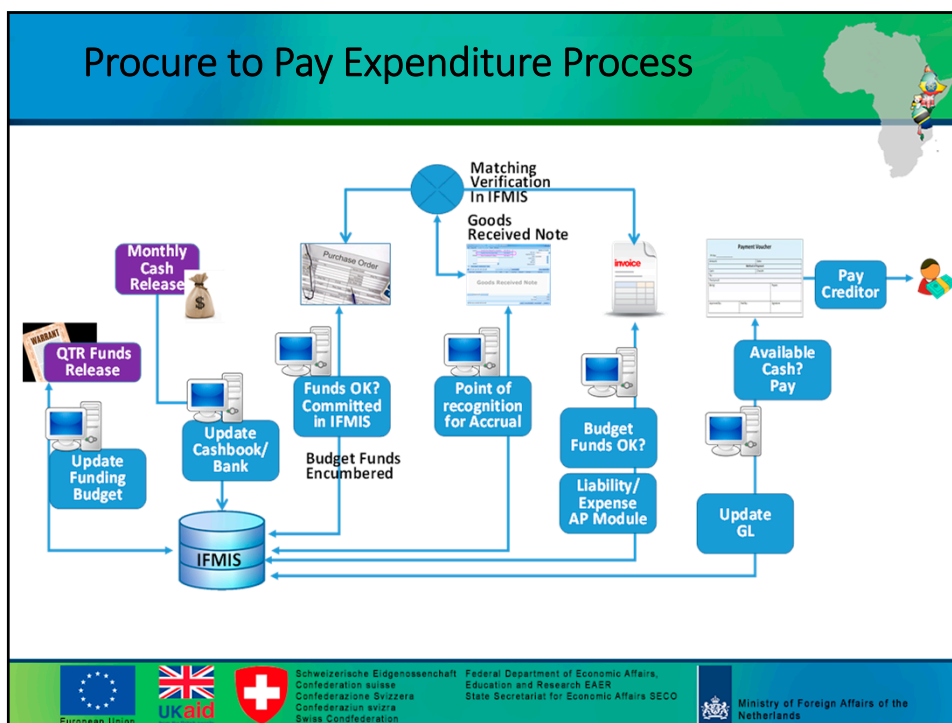 Procure to Pay Expenditure Process
Matching
Verification
In IFMIS
Goods
Received Note
Monthly
Cash
Release
Purchase Order
Goods Received Note
invoice
Payment Voucher
Pay
Creditor
WARRANT
QTR Funds
Release
Funds OK?
Committed
in IFMIS
Point of
recognition
for Accrual
Available
Cash?
Pay
Update
Funding
Budget
Update
Cashbook/
Bank
Budget Funds
Encumbered
Budget
Funds OK?
Liability/
Expense
AP Module
Update
GL
IFMIS
European Union
UKaid
Schweizerische Eidgenossenschaft
Confederation suisse
Confederazione Svizzera
Confederaziun svizra
Swiss Condfederation
Federal Department of Economic Affairs,
Education and Research EAER
State Secretariat for Economic Affairs SECO
Ministry of Foreign Affairs of the
Netherlands